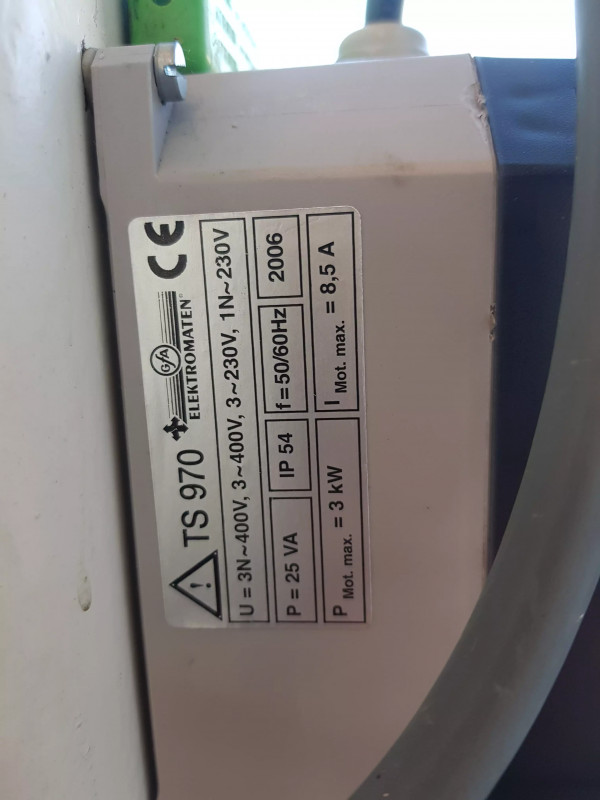 TS 970
GfA
ELEKTROMATEN®
CE
U = 3N~400V, 3~400V, 3~230V, 1N~230V
P = 25 VA
IP 54
f = 50/60Hz
2006
P Mot. max. = 3 kW
I Mot. max. = 8,5 A